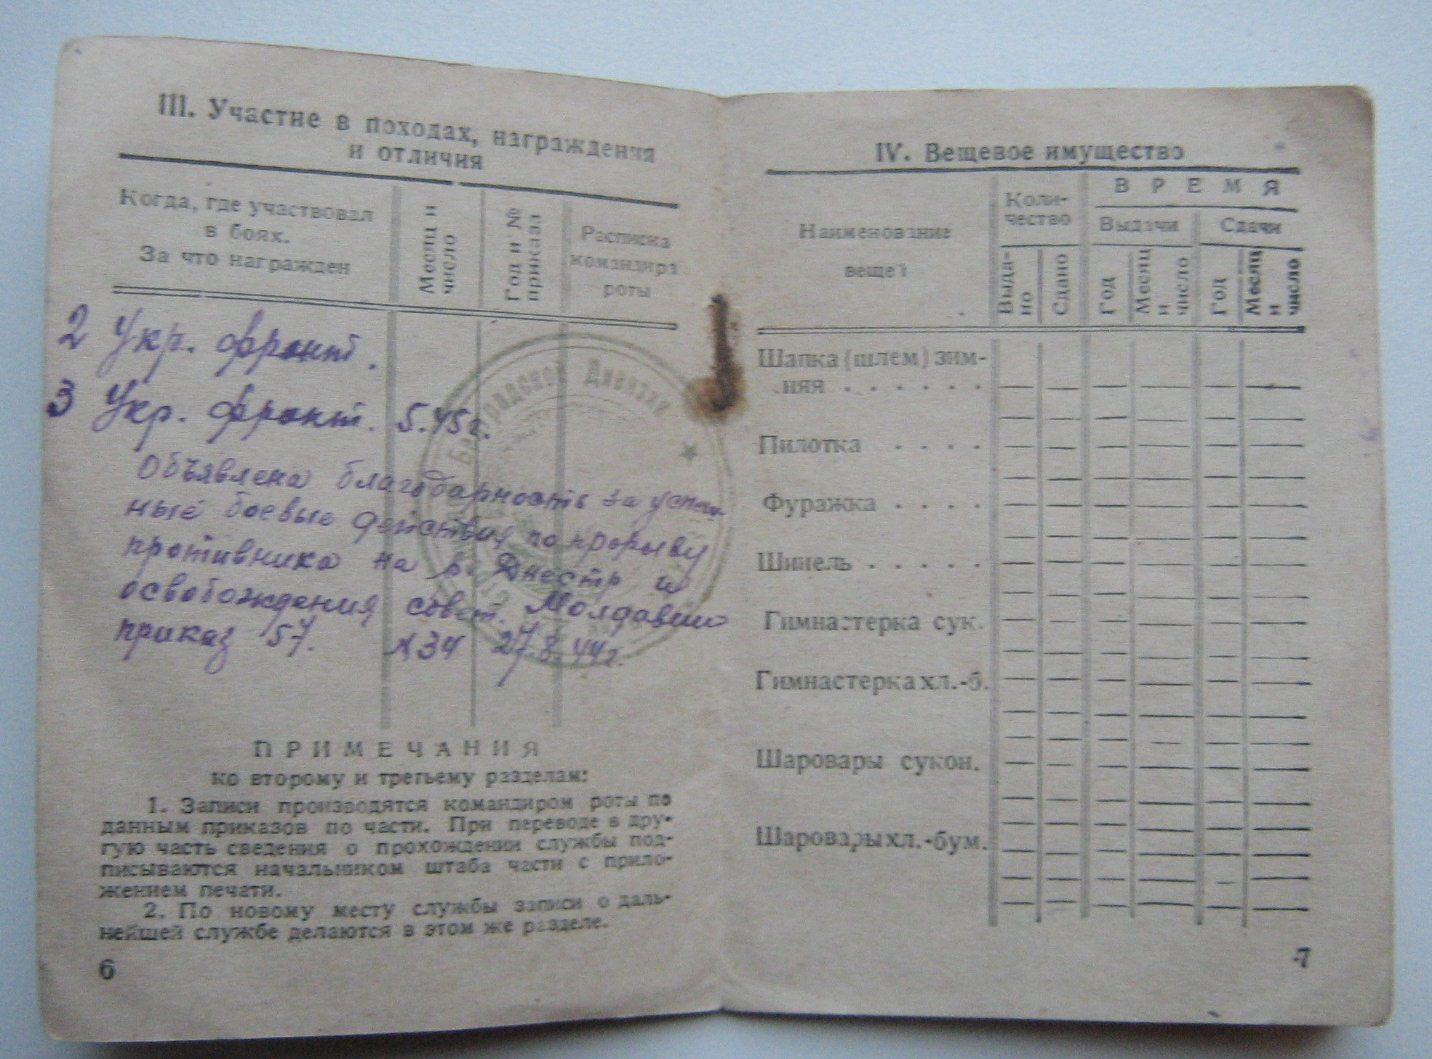 III. Участие в походах, награждения
и отличия
Когда, где участвовал
в боях.
За что награжден
Месяц и
число
Год и №
приказа
Расписка
командира
роты
2 Укр. фронт.
3 Укр. фронт. 5.45г.
Объявлена благодарность за успеш-
ные боевые действия по прорыву
противника на р. Днестр и
освобождения совет. Молдавии
приказ 57. 27.8.44г.
Дивизии
ПРИМЕЧАНИЯ
ко второму и третьему разделам:
1. Записи производятся командиром роты по
данным приказов по части. При переводе в дру-
гую часть сведения о прохождении службы под-
писываются начальником штаба части с прило-
жением печати.
2. По новому месту службы записи о даль-
нейшей службе делаются в этом же разделе.
6
IV. Вещевое имущество
Наименование
вещей
Коли-
чество
ВРЕМЯ
Выдачи
Сдачи
Выда-
но
Сдано
Год
Месяц
и
число
Год
Месяц
и
число
Шапка (шлем) зим-
няя . . . . . .
Пилотка . . . .
Фуражка . . . .
Шинель . . . . .
Гимнастерка сук.
Гимнастерка хл.-б.
Шаровары сукон.
Шаровары хл.-бум.
7